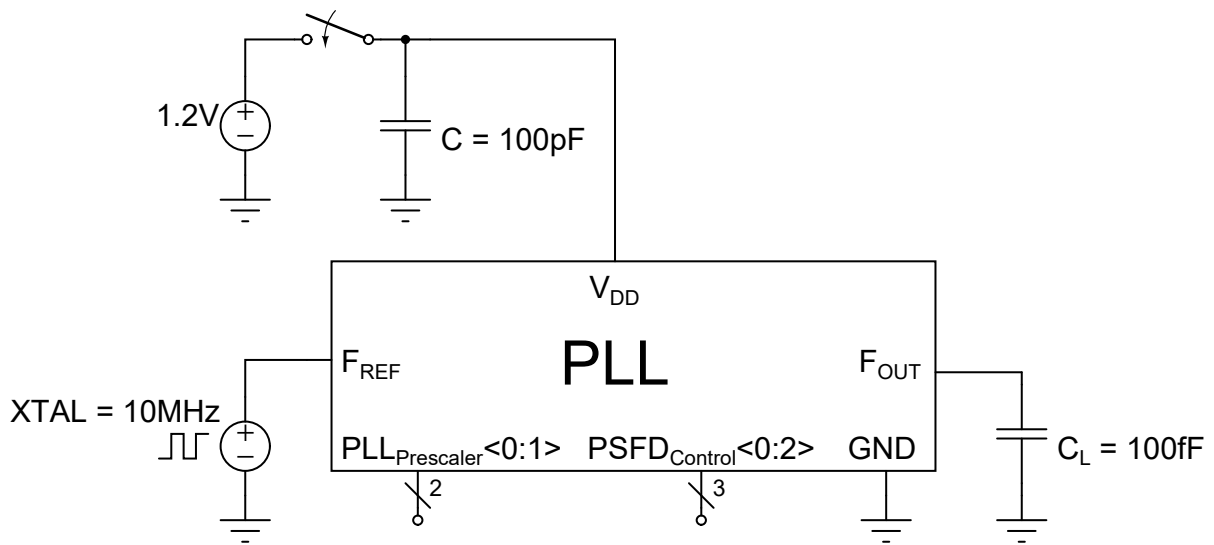 1.2V
C = 100pF
VDD
FREF
PLL
FOUT
XTAL = 10MHz
PLLPrescaler<0:1> PSFDControl<0:2> GND
CL = 100fF
2
3